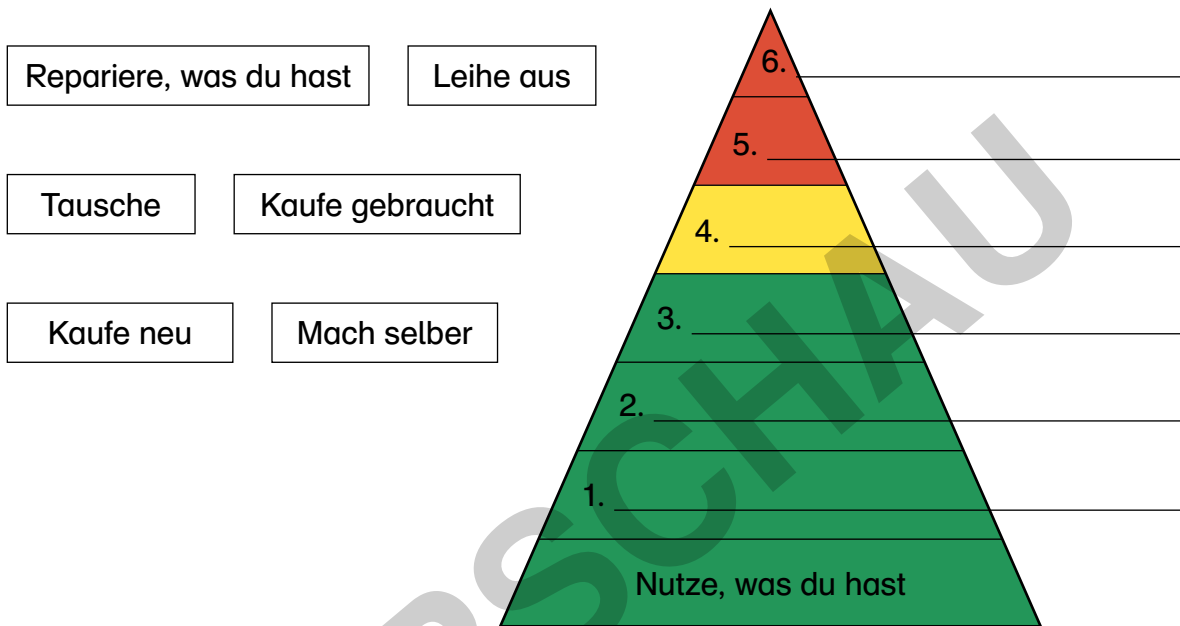 Repariere, was du hast
Leihe aus
Tausche
Kaufe gebraucht
Kaufe neu
Mach selber
6.
5.
4.
3.
2.
1.
Nutze, was du hast
RSCHAU